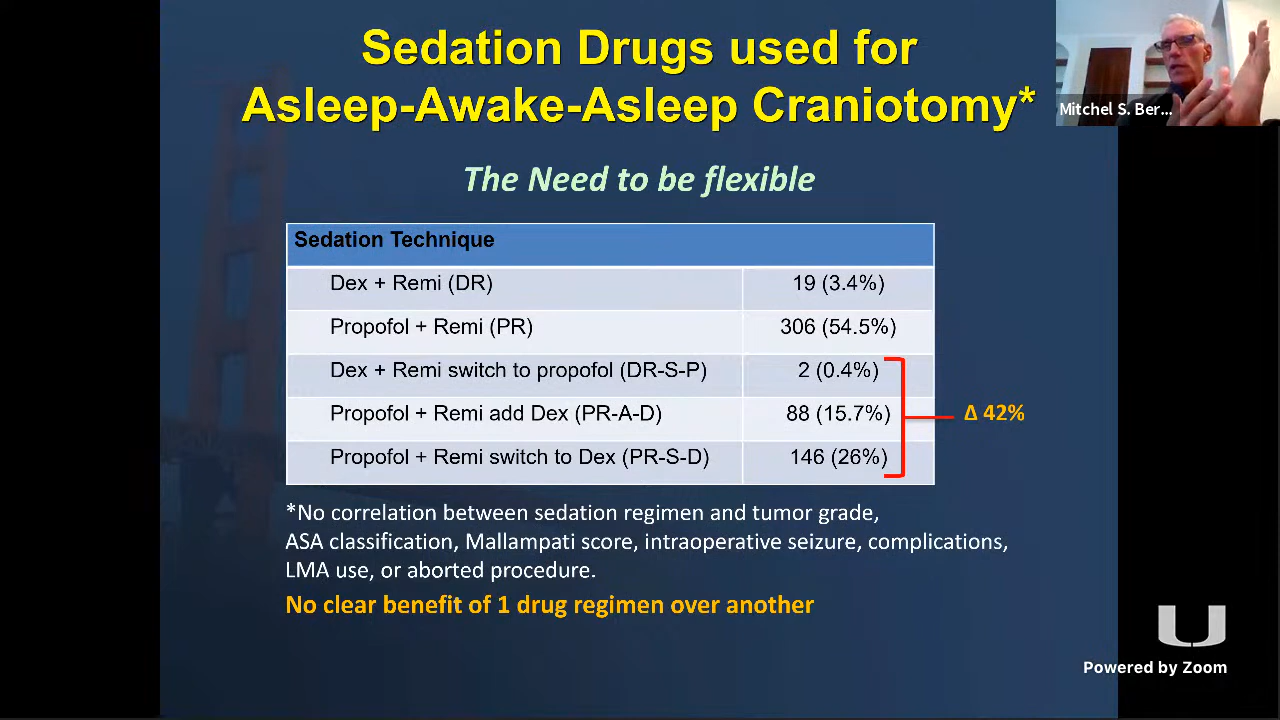 Sedation Drugs used for
Asleep-Awake-Asleep Craniotomy*
Mitchel S. Ber...
The Need to be flexible
Sedation Technique
Dex + Remi (DR) 19 (3.4%)
Propofol + Remi (PR) 306 (54.5%)
Dex + Remi switch to propofol (DR-S-P) 2 (0.4%)
Propofol + Remi add Dex (PR-A-D) 88 (15.7%)
Propofol + Remi switch to Dex (PR-S-D) 146 (26%)
Δ 42%
*No correlation between sedation regimen and tumor grade,
ASA classification, Mallampati score, intraoperative seizure, complications,
LMA use, or aborted procedure.
No clear benefit of 1 drug regimen over another
U
Powered by Zoom